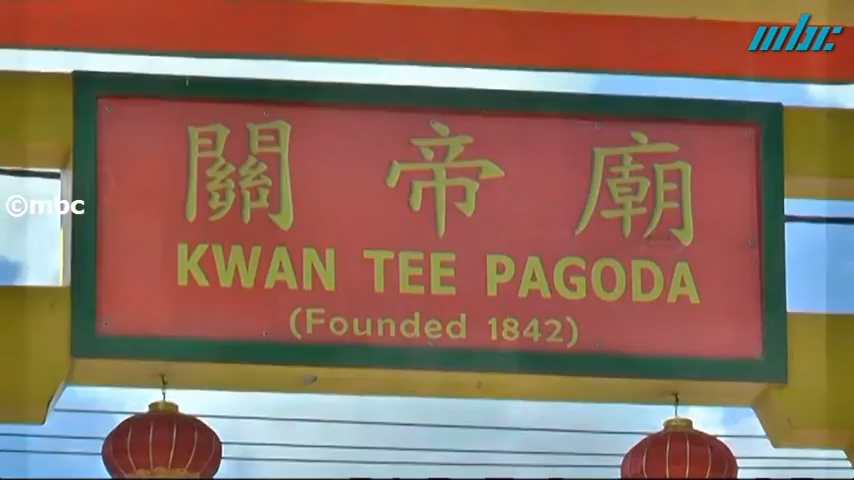 mbc
關帝廟
©mbc
KWAN TEE PAGODA
(Founded 1842)